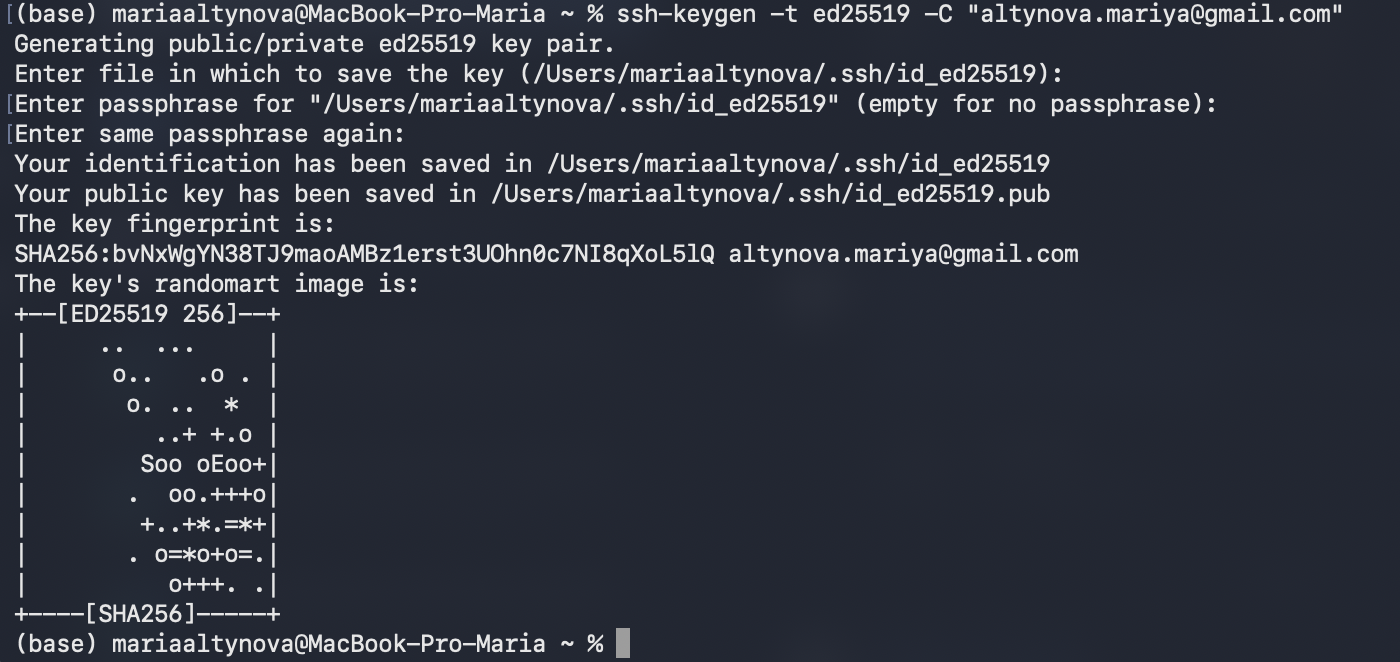 (base) mariaaltynova@MacBook-Pro-Maria ~ % ssh-keygen -t ed25519 -C "altynova.mariya@gmail.com"
Generating public/private ed25519 key pair.
Enter file in which to save the key (/Users/mariaaltynova/.ssh/id_ed25519):
Enter passphrase for "/Users/mariaaltynova/.ssh/id_ed25519" (empty for no passphrase):
Enter same passphrase again:
Your identification has been saved in /Users/mariaaltynova/.ssh/id_ed25519
Your public key has been saved in /Users/mariaaltynova/.ssh/id_ed25519.pub
The key fingerprint is:
SHA256:bvNxWgYN38TJ9maoAMBz1erst3UOhn0c7NI8qXoL5lQ altynova.mariya@gmail.com
The key's randomart image is:
+--[ED25519 256]--+
|     ..  ...     |
|      o..   .o . |
|       o. ..  *  |
|         ..+ +.o |
|        Soo oEoo+|
|       .  oo.+++o|
|        +..+*.=*+|
|       . o=*o+o=.|
|          o+++. .|
+----[SHA256]-----+
(base) mariaaltynova@MacBook-Pro-Maria ~ %